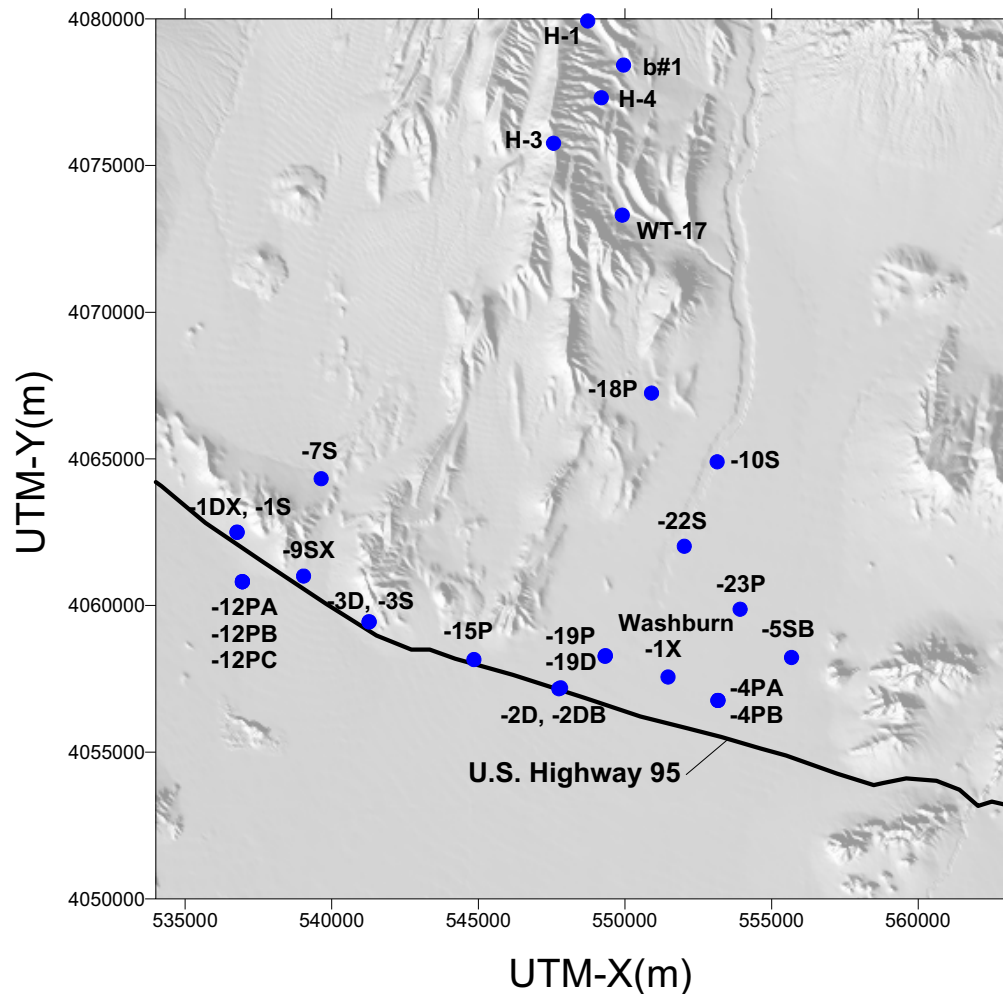 4080000
H-1
b#1
H-4
H-3
4075000
WT-17
4070000
-18P
4065000
-7S
-10S
-1DX, -1S
-22S
-9SX
4060000
-3D, -3S
-23P
-12PA
-12PB
-12PC
-15P
-19P
-19D
Washburn
-1X
-5SB
-4PA
-4PB
-2D, -2DB
4055000
U.S. Highway 95
4050000
535000 540000 545000 550000 555000 560000
UTM-X(m)
UTM-Y(m)